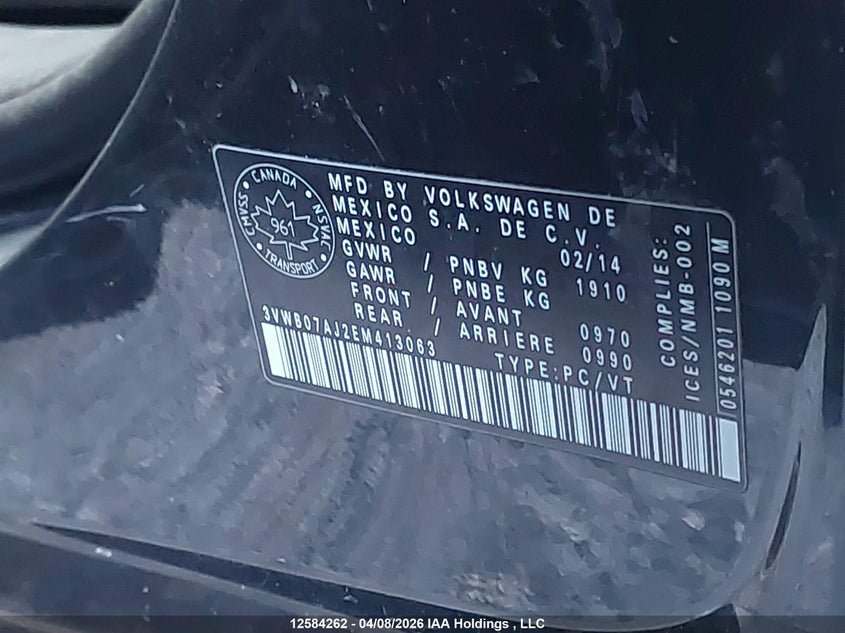 CANADA
CMVSS • NSVAC
961
TRANSPORT
MFD BY VOLKSWAGEN DE
MEXICO S.A. DE C.V.
MEXICO 02/14
GVWR / PNBV KG 1910
GAWR / PNBE KG
FRONT / AVANT 0970
REAR / ARRIERE 0990
3VWB07AJ2EM413063 TYPE:PC/VT
COMPLIES:
ICES/NMB-002
0546201 1090 M
12584262 - 04/08/2026 IAA Holdings , LLC